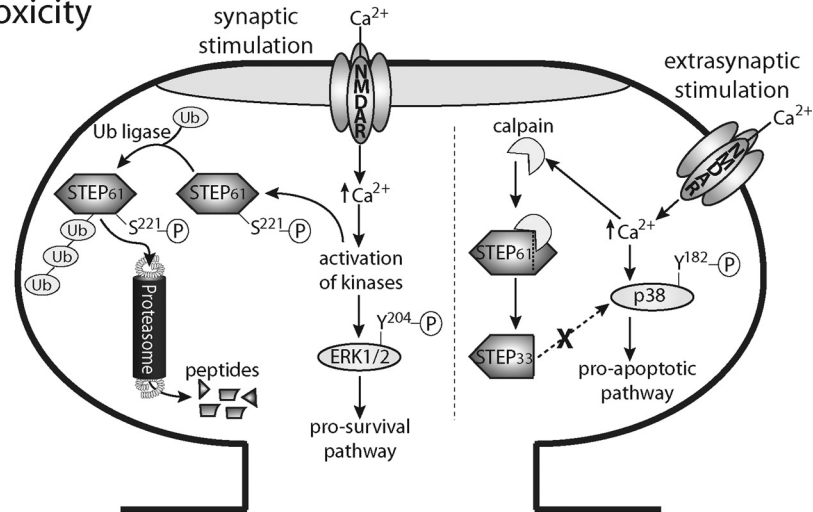 oxicity
synaptic
stimulation
Ca2+
NMDAR
extrasynaptic
stimulation
Ca2+
NMDAR
Ub ligase
Ub
STEP61
STEP61
S221
P
S221
P
Ub
Ub
Ub
Proteasome
peptides
↑Ca2+
activation
of kinases
Y204
P
ERK1/2
pro-survival
pathway
calpain
STEP61
STEP33
X
↑Ca2+
Y182
P
p38
pro-apoptotic
pathway